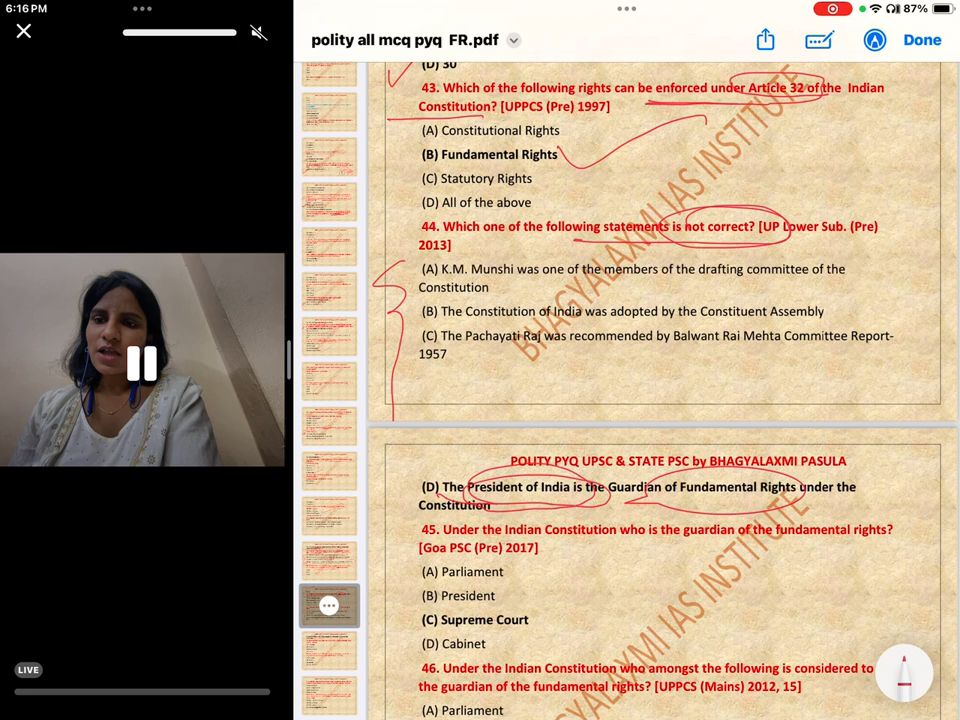 6:16 PM
87%
polity all mcq pyq FR.pdf
Done
(D) 30
43. Which of the following rights can be enforced under Article 32 of the Indian
Constitution? [UPPCS (Pre) 1997]
(A) Constitutional Rights
(B) Fundamental Rights
(C) Statutory Rights
(D) All of the above
44. Which one of the following statements is not correct? [UP Lower Sub. (Pre)
2013]
(A) K.M. Munshi was one of the members of the drafting committee of the
Constitution
(B) The Constitution of India was adopted by the Constituent Assembly
(C) The Pachayati Raj was recommended by Balwant Rai Mehta Committee Report-
1957
BHAGYALAXMI IAS INSTITUTE
POLITY PYQ UPSC & STATE PSC by BHAGYALAXMI PASULA
(D) The President of India is the Guardian of Fundamental Rights under the
Constitution
45. Under the Indian Constitution who is the guardian of the fundamental rights?
[Goa PSC (Pre) 2017]
(A) Parliament
(B) President
(C) Supreme Court
(D) Cabinet
46. Under the Indian Constitution who amongst the following is considered to
the guardian of the fundamental rights? [UPPCS (Mains) 2012, 15]
(A) Parliament
BHAGYALAXMI IAS INSTITUTE
LIVE